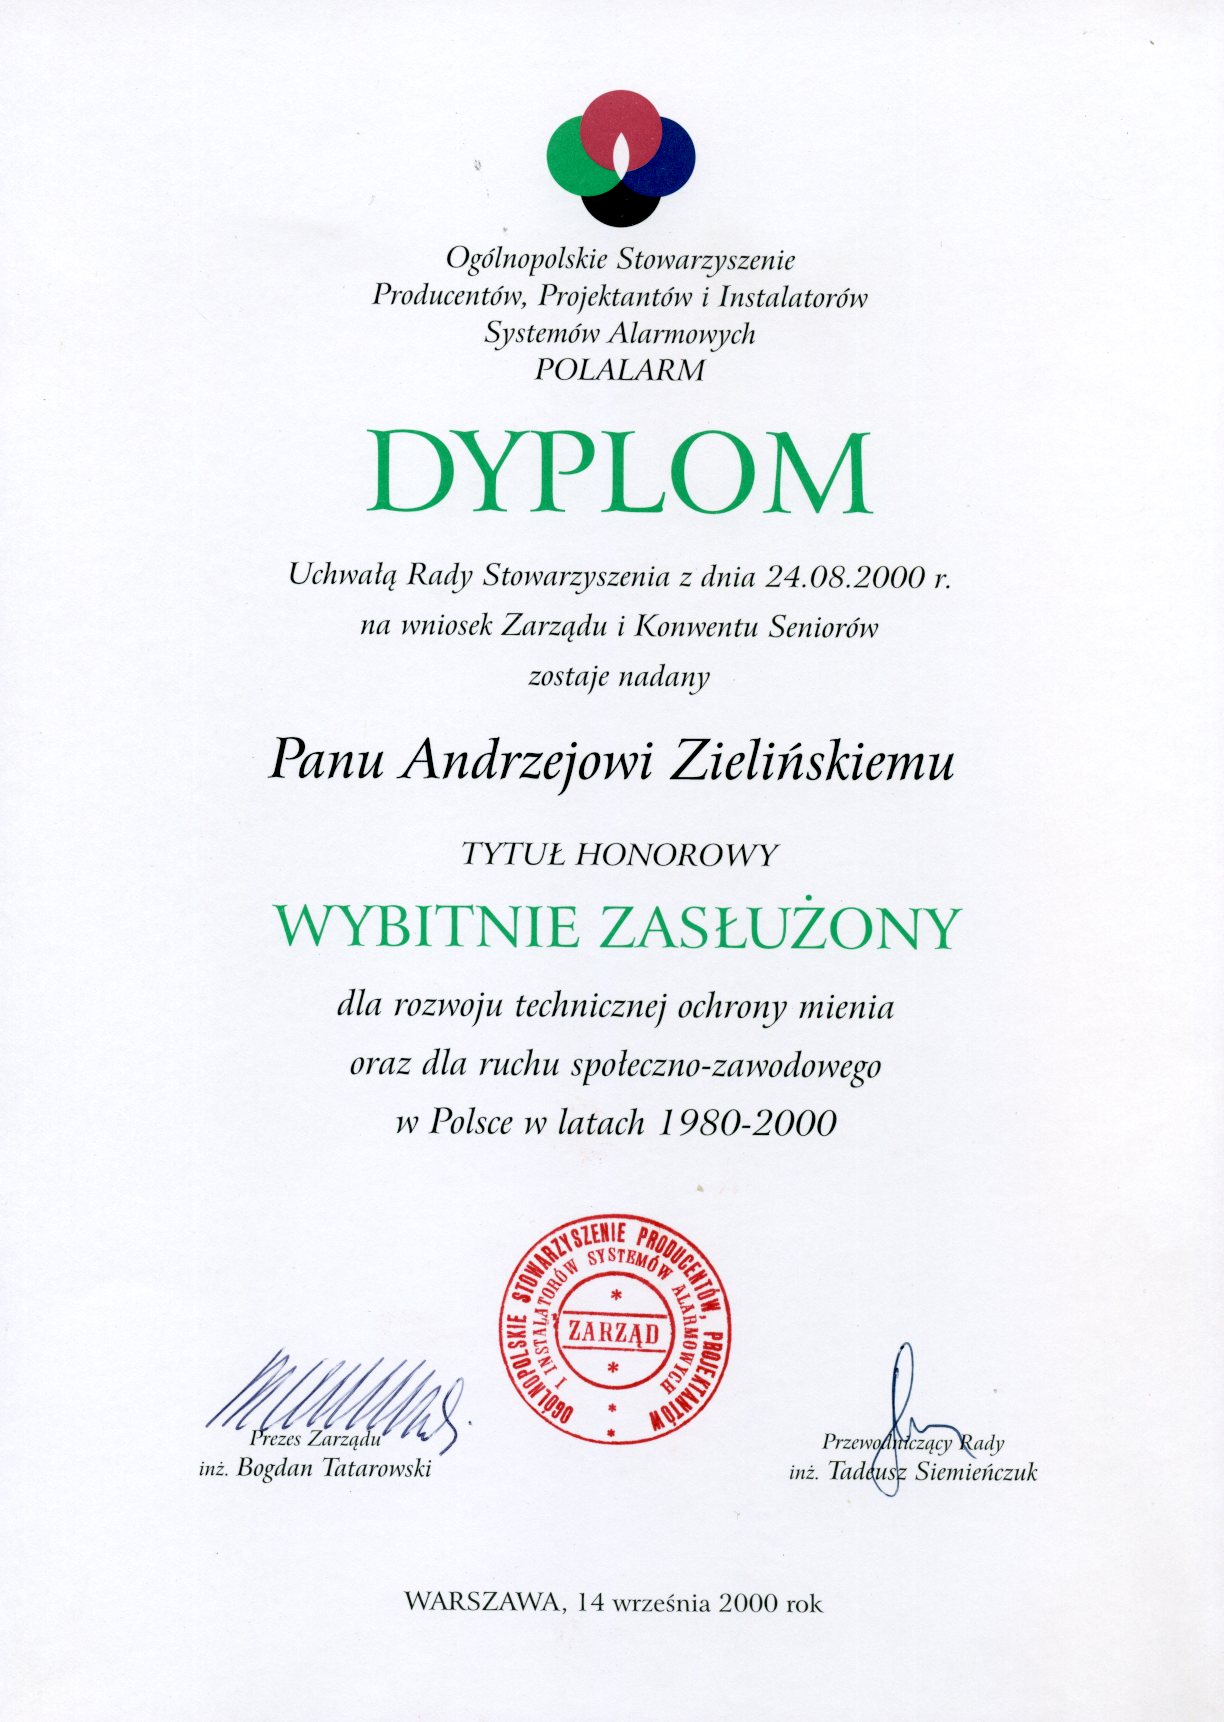 Ogólnopolskie Stowarzyszenie
Producentów, Projektantów i Instalatorów
Systemów Alarmowych
POLALARM
DYPLOM
Uchwałą Rady Stowarzyszenia z dnia 24.08.2000 r.
na wniosek Zarządu i Konwentu Seniorów
zostaje nadany
Panu Andrzejowi Zielińskiemu
TYTUŁ HONOROWY
WYBITNIE ZASŁUŻONY
dla rozwoju technicznej ochrony mienia
oraz dla ruchu społeczno-zawodowego
w Polsce w latach 1980-2000
OGÓLNOPOLSKIE STOWARZYSZENIE PRODUCENTÓW, PROJEKTANTÓW
I INSTALATORÓW SYSTEMÓW ALARMOWYCH
* ZARZĄD *
* *
Prezes Zarządu
inż. Bogdan Tatarowski
Przewodniczący Rady
inż. Tadeusz Siemieńczuk
WARSZAWA, 14 września 2000 rok